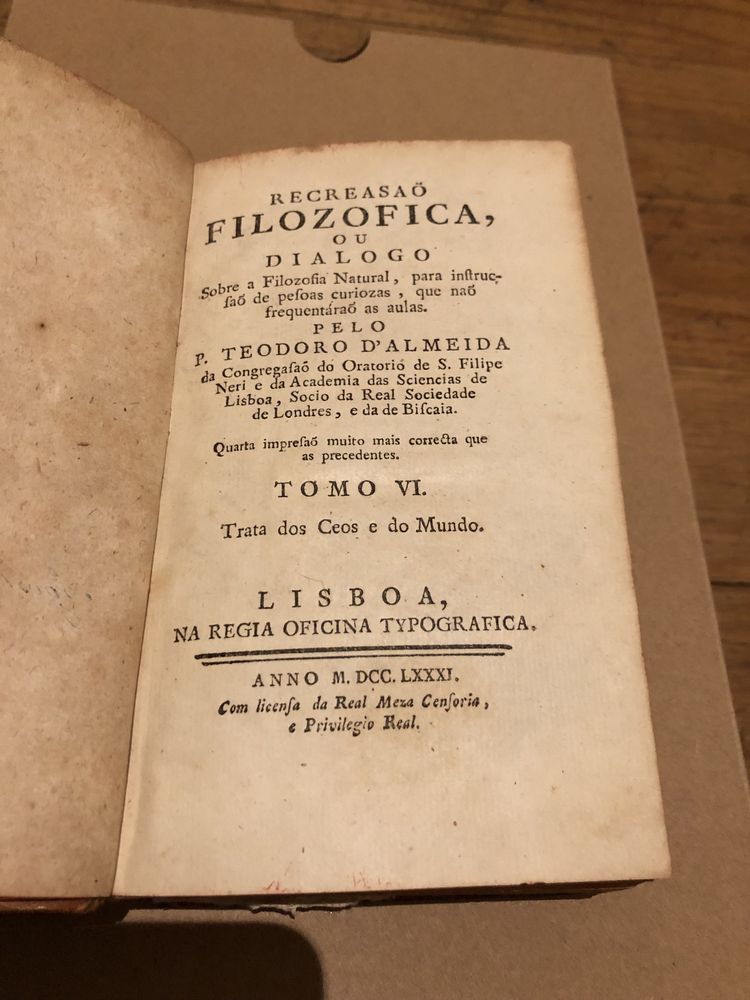 RECREASAÕ
FILOZOFICA,
OU
DIALOGO
Sobre a Filozofia Natural, para inſtruc-
ſaõ de peſoas curiozas, que naõ
frequentáraõ as aulas.
PELO
P. TEODORO D'ALMEIDA
da Congregaſaõ do Oratorio de S. Filipe
Neri e da Academia das Sciencias de
Lisboa, Socio da Real Sociedade
de Londres, e da de Biſcaia.
Quarta impreſaõ muito mais correcta que
as precedentes.
TOMO VI.
Trata dos Ceos e do Mundo.
LISBOA,
NA REGIA OFICINA TYPOGRAFICA.
ANNO M. DCC. LXXXI.
Com licenſa da Real Meza Cenſoria,
e Privilegio Real.